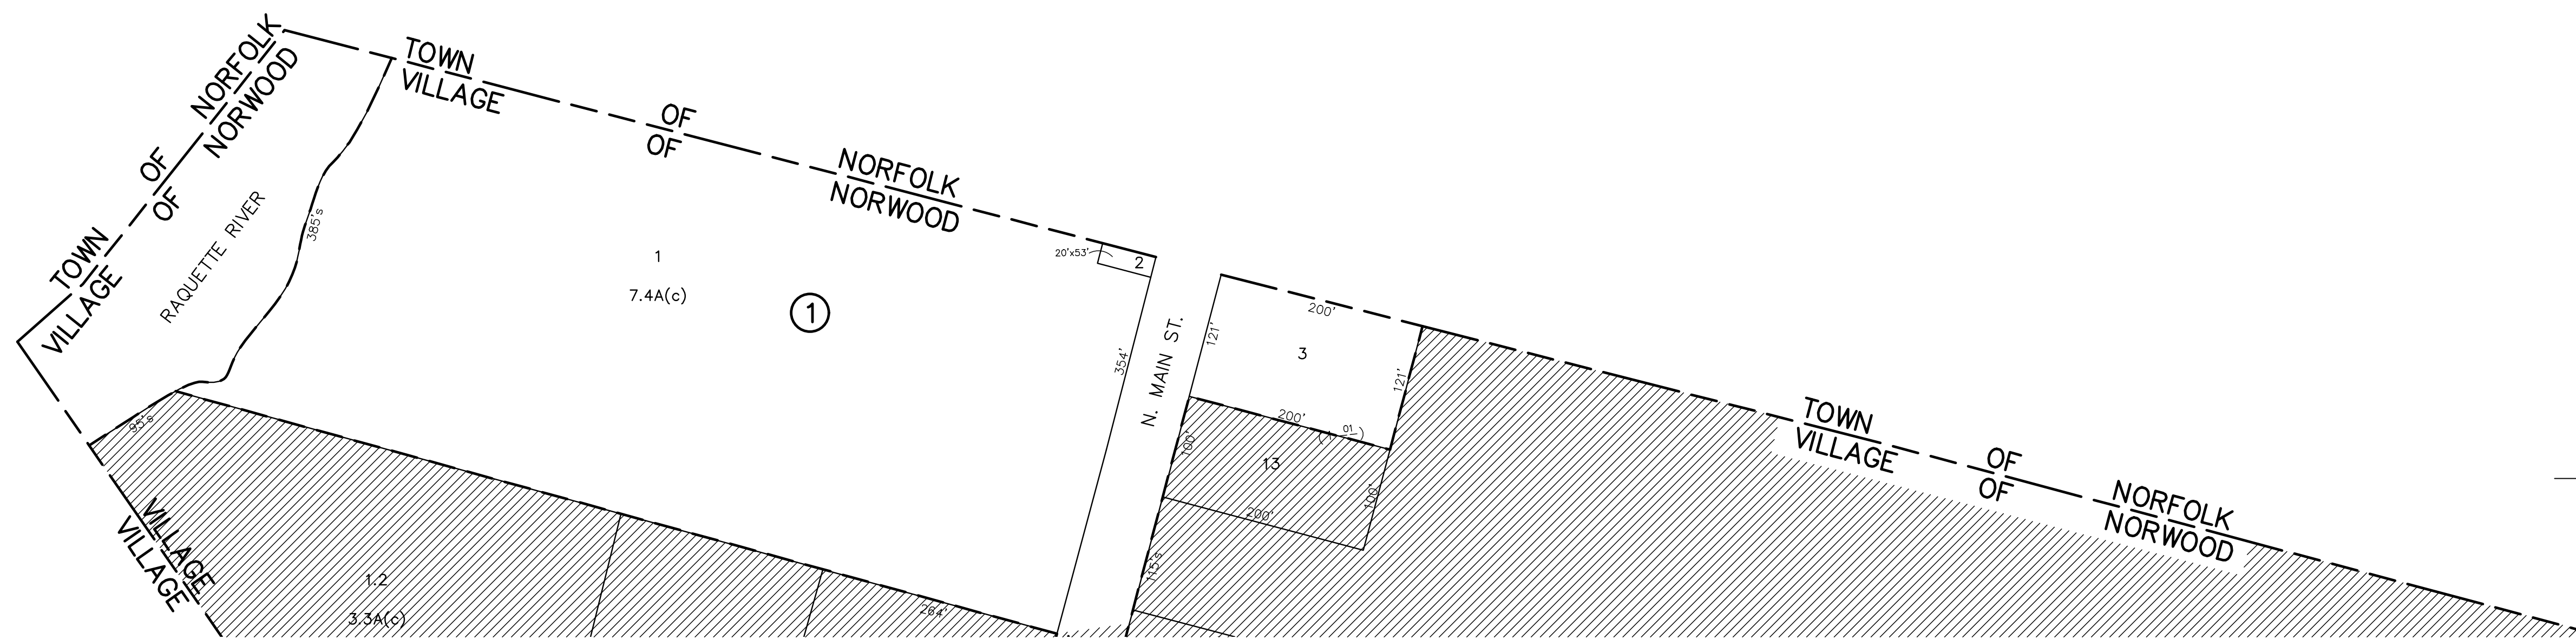 TOWN OF NORFOLK
VILLAGE OF NORWOOD
TOWN OF NORFOLK
VILLAGE OF NORWOOD
RAQUETTE RIVER
385's
1
7.4A(c)
1
20'x53'
2
354'
N. MAIN ST.
121'
200'
3
121'
200'
01
100'
13
100'
200'
115's
95's
VILLAGE
VILLAGE
1.2
3.3A(c)
264'
TOWN OF NORFOLK
VILLAGE OF NORWOOD